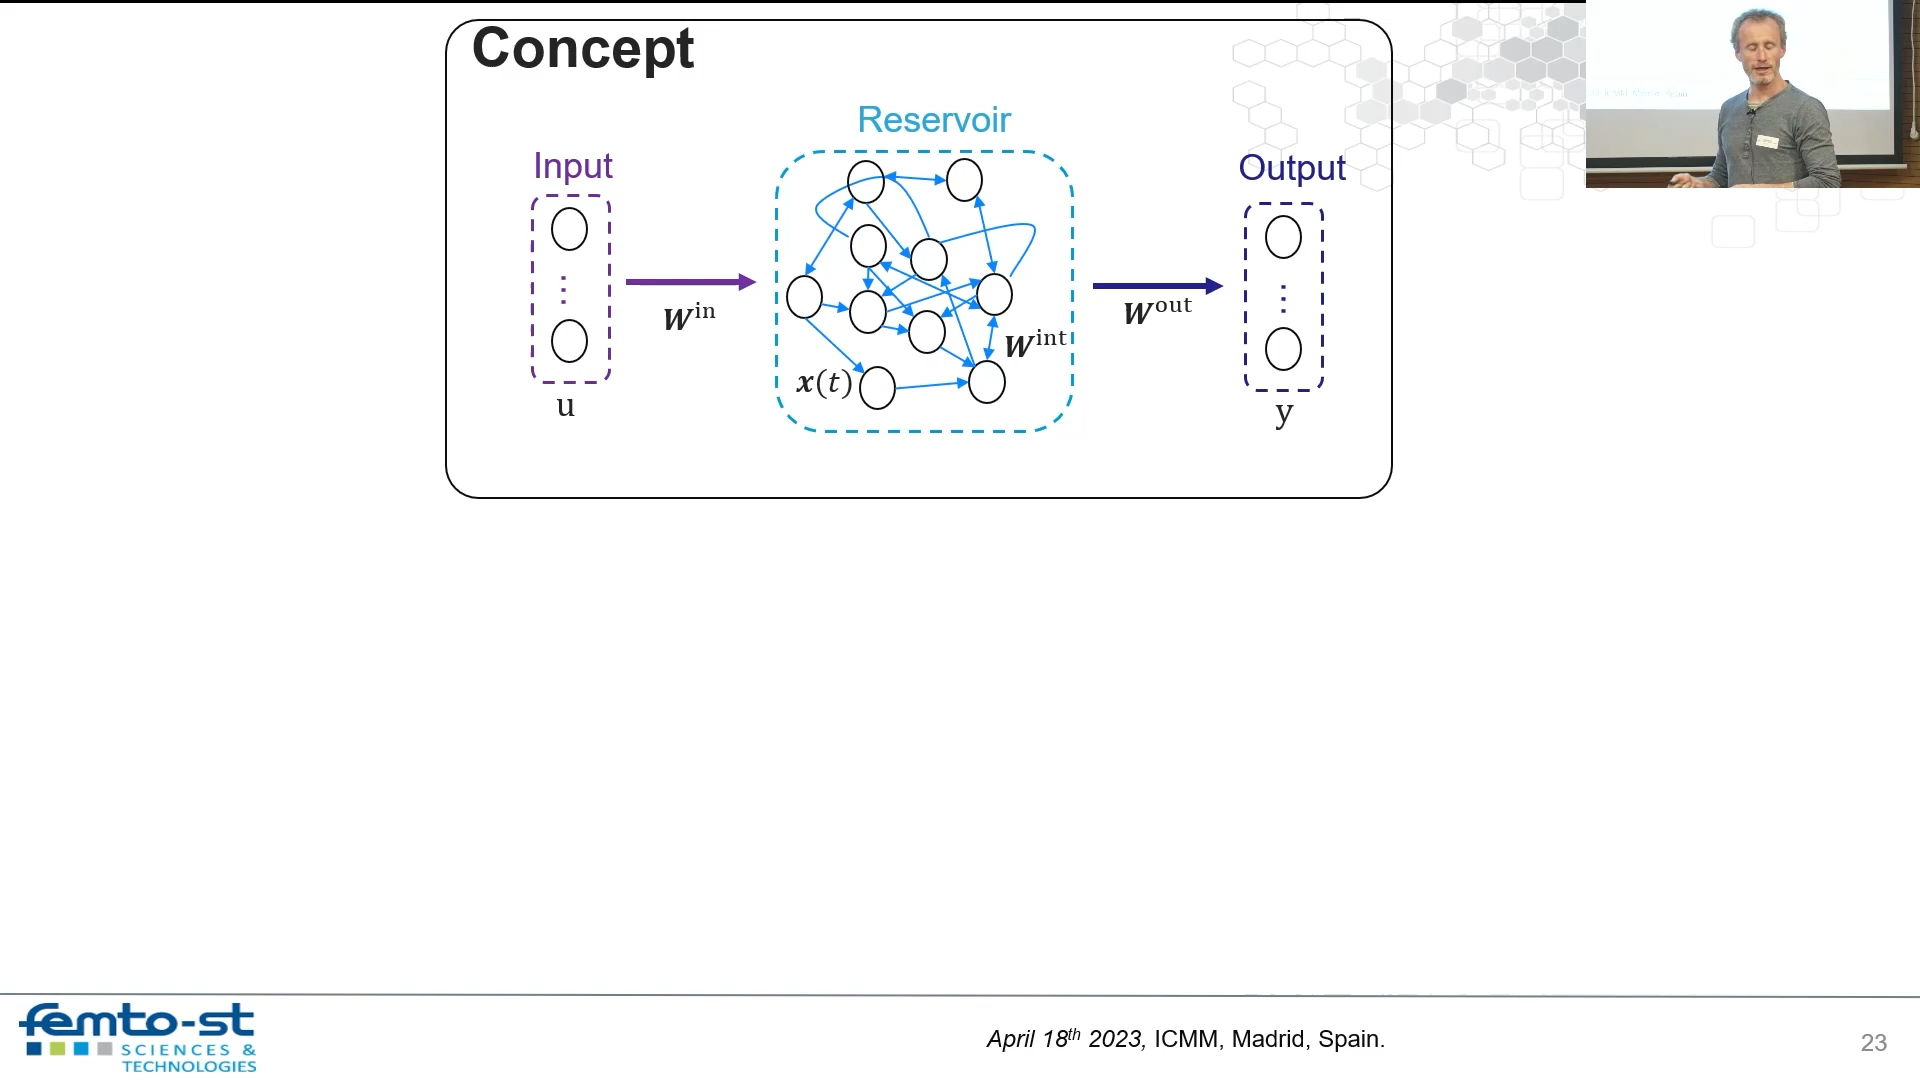 Concept
Reservoir
Input
Output
W^in
W^out
W^int
x(t)
u
y
femto-st
SCIENCES &
TECHNOLOGIES
April 18th 2023, ICMM, Madrid, Spain.
23